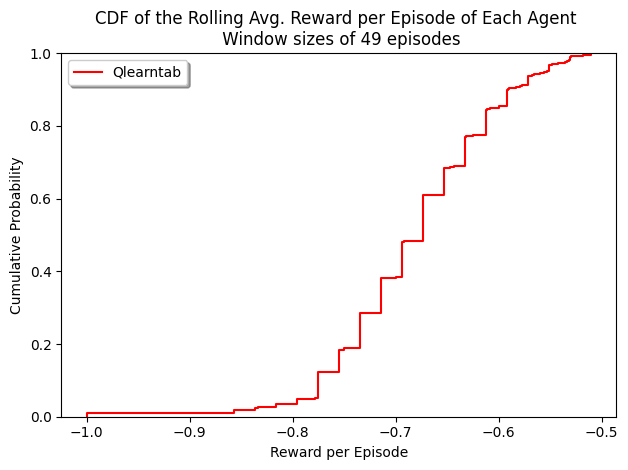 CDF of the Rolling Avg. Reward per Episode of Each Agent
Window sizes of 49 episodes
Qlearntab
1.0
0.8
0.6
0.4
0.2
0.0
Cumulative Probability
−1.0 −0.9 −0.8 −0.7 −0.6 −0.5
Reward per Episode